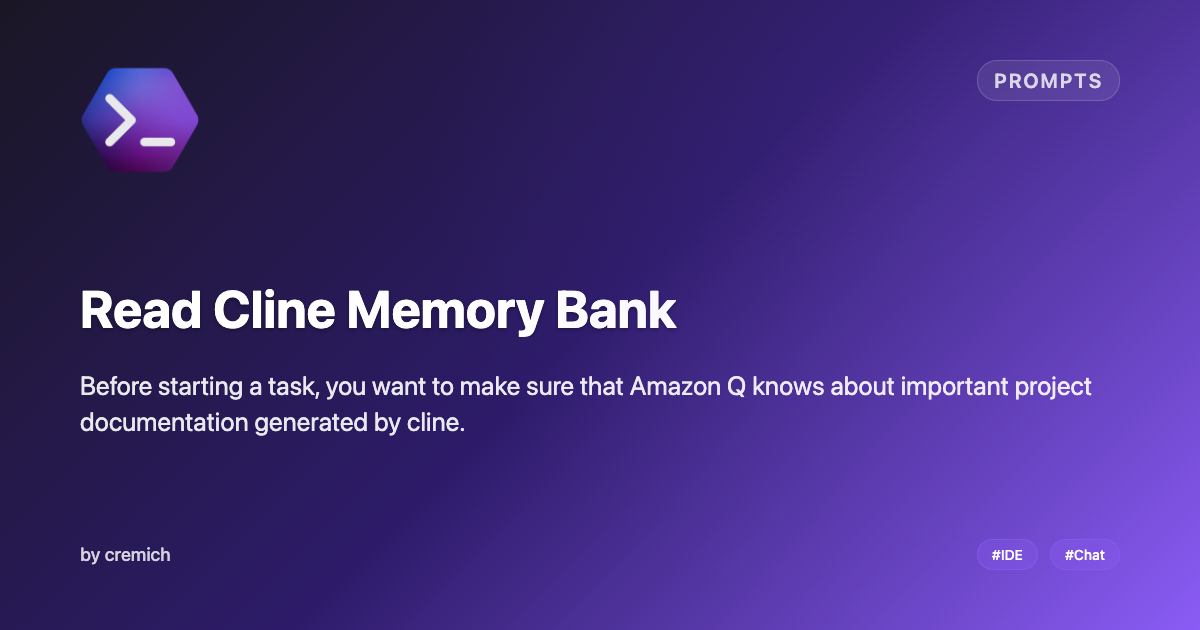 PROMPTS
Read Cline Memory Bank
Before starting a task, you want to make sure that Amazon Q knows about important project
documentation generated by cline.
by cremich
#IDE
#Chat